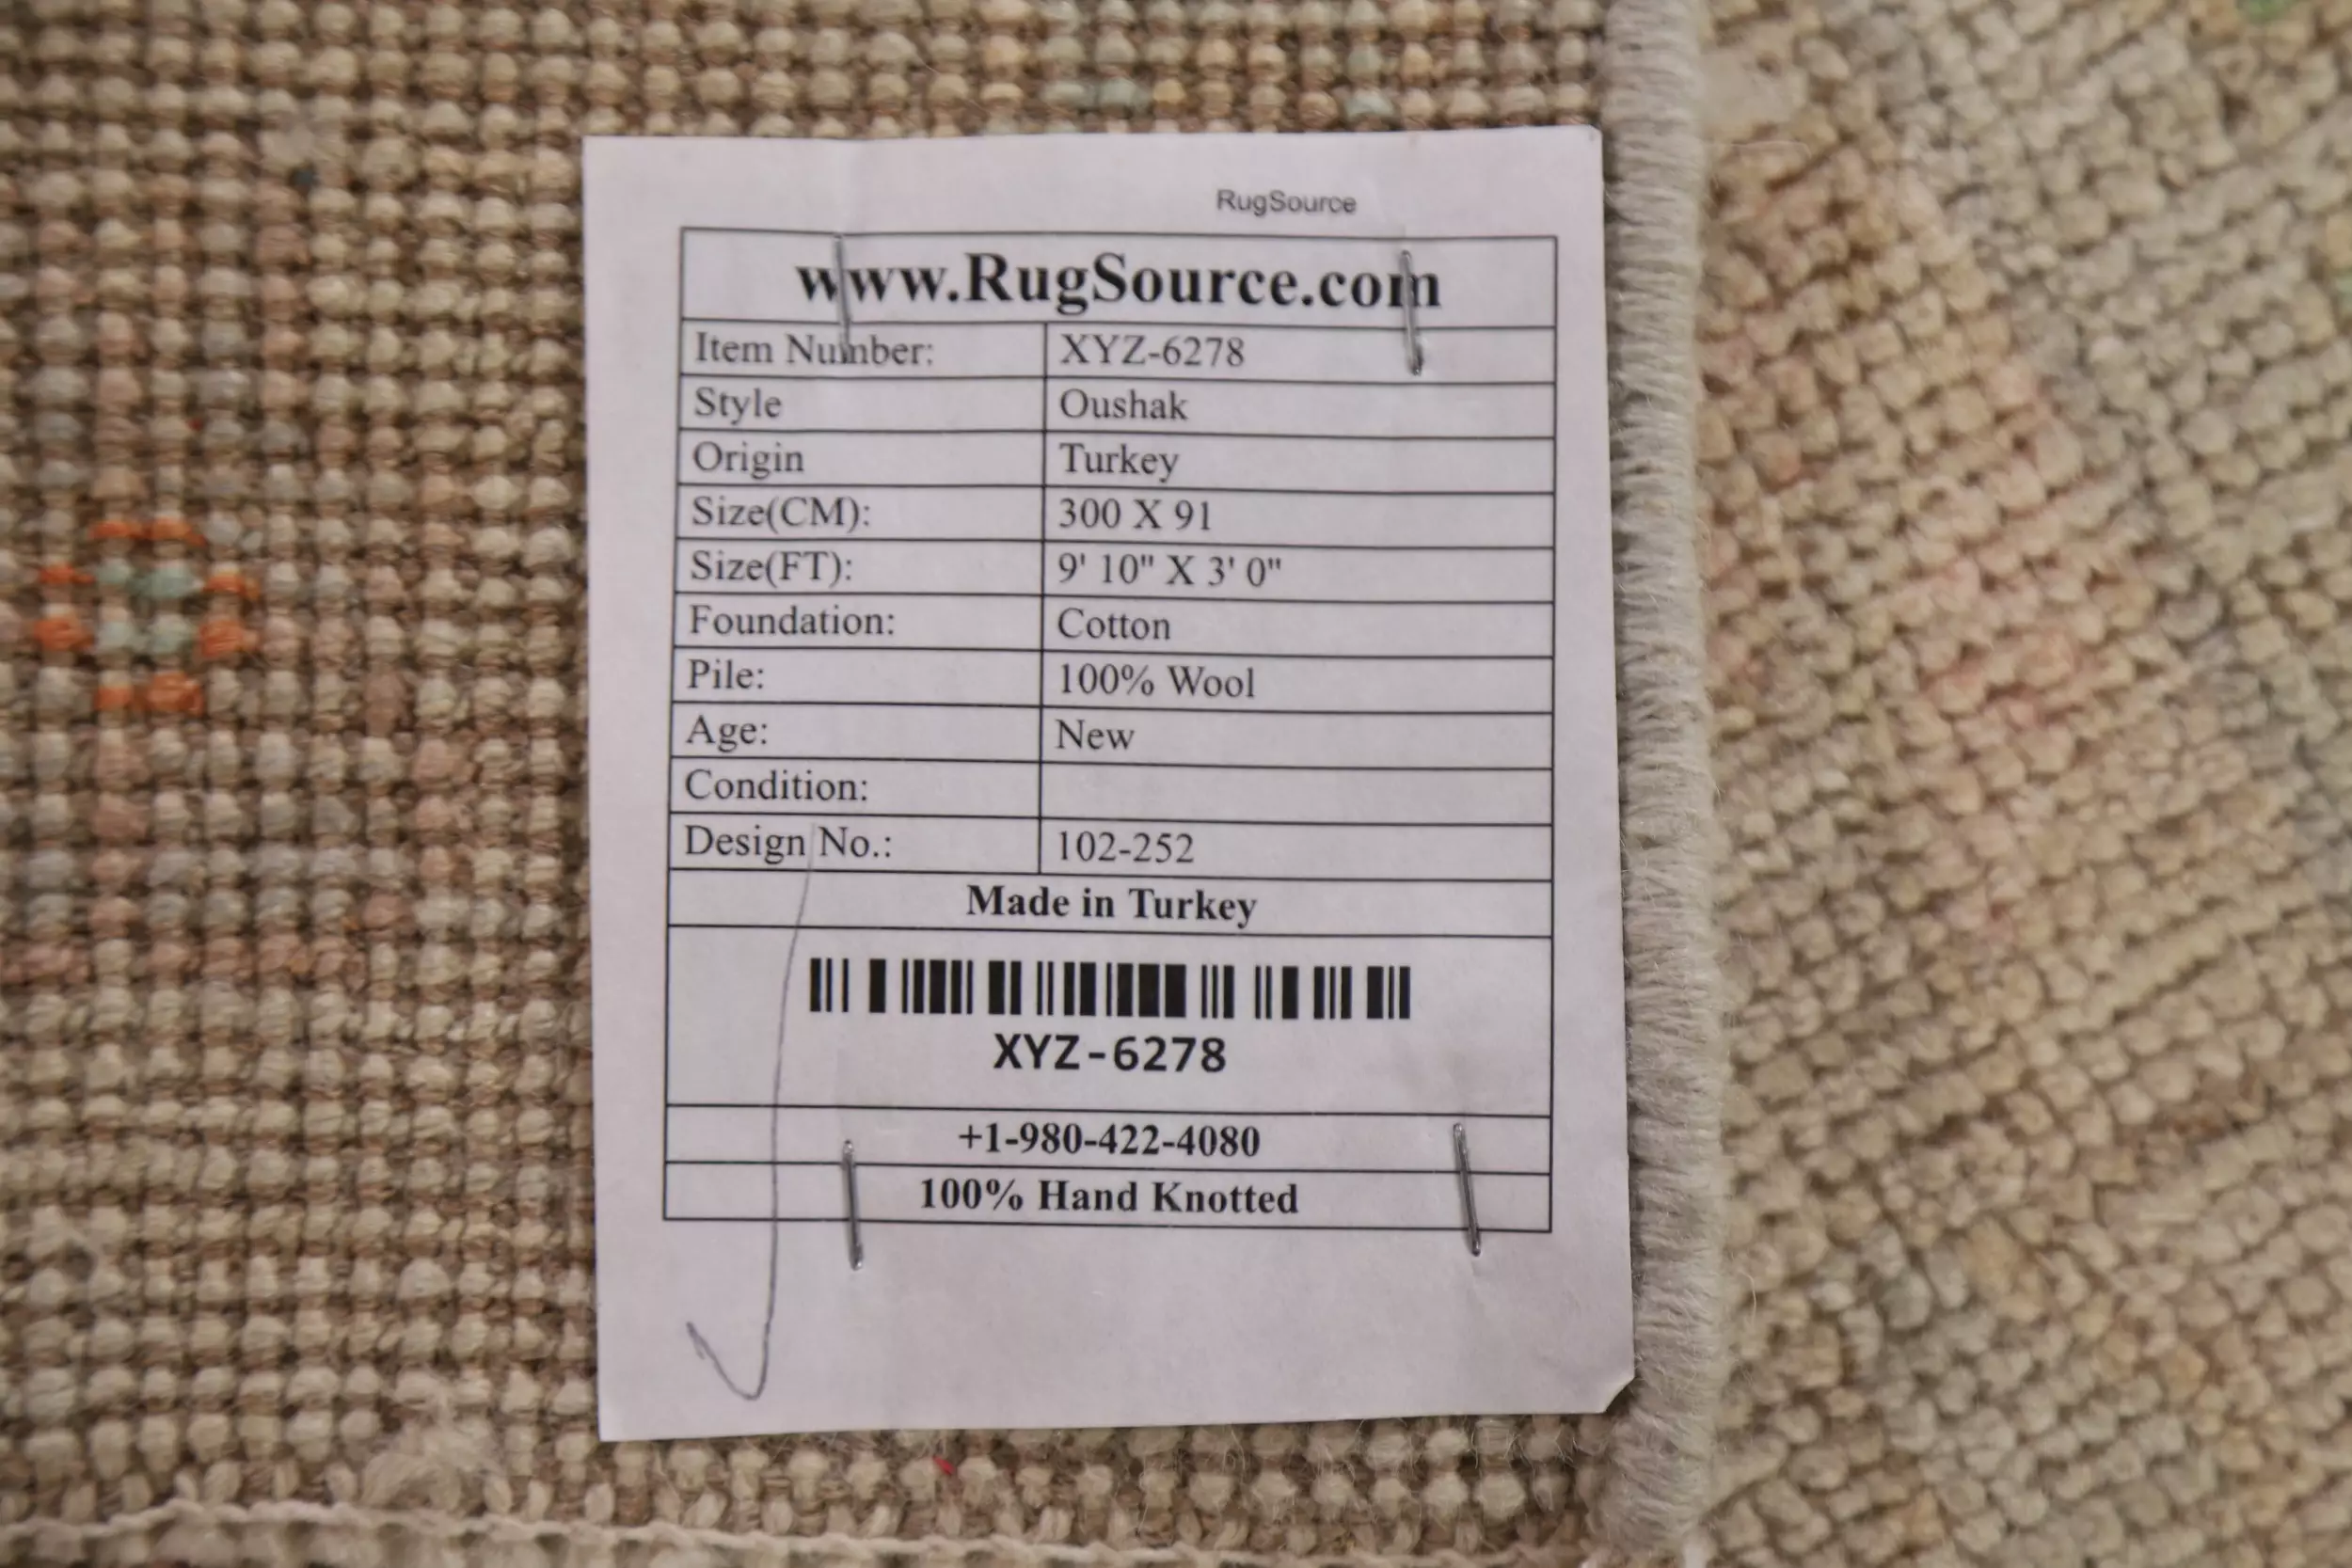 RugSource
www.RugSource.com
Item Number: XYZ-6278
Style Oushak
Origin Turkey
Size(CM): 300 X 91
Size(FT): 9' 10" X 3' 0"
Foundation: Cotton
Pile: 100% Wool
Age: New
Condition:
Design No.: 102-252
Made in Turkey
XYZ-6278
+1-980-422-4080
100% Hand Knotted